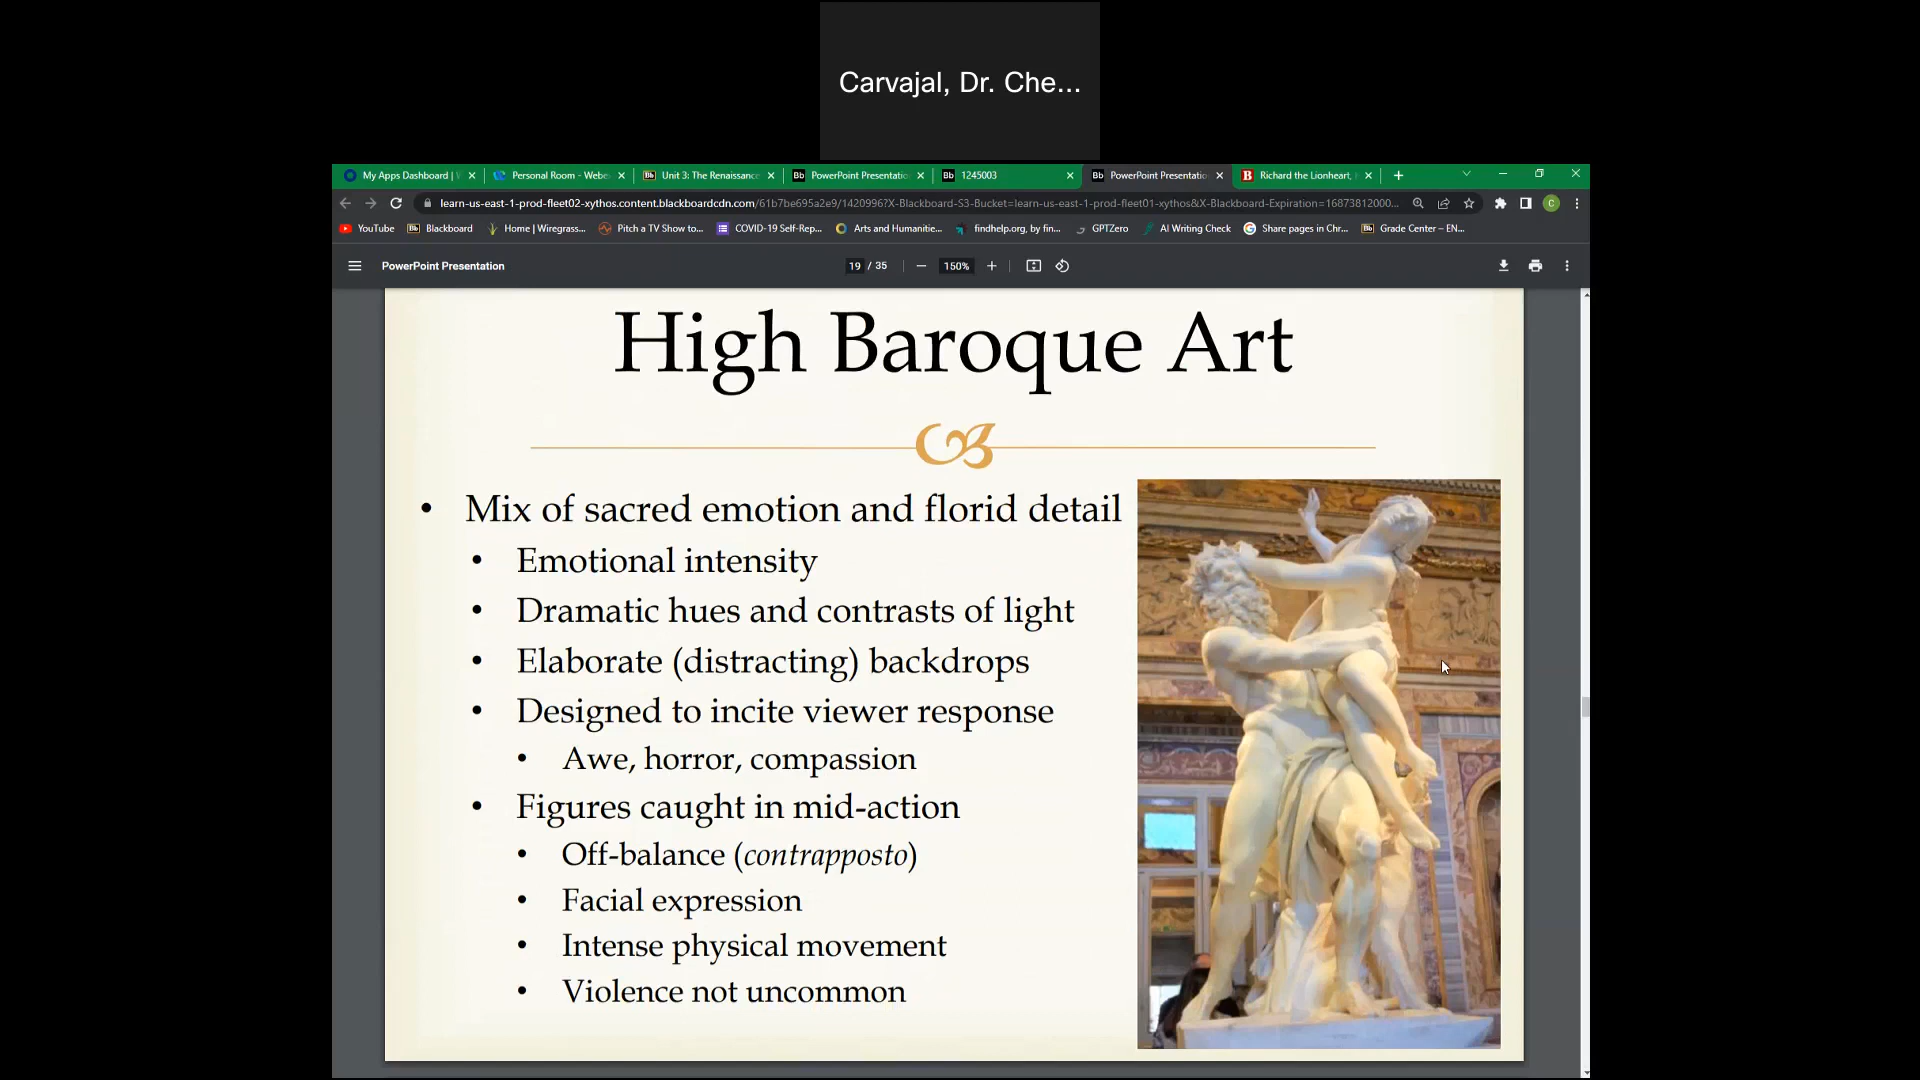 Carvajal, Dr. Che...
My Apps Dashboard |
Personal Room - Webe
Unit 3: The Renaissance
PowerPoint Presentatio
1245003
PowerPoint Presentatio
Richard the Lionheart,
learn-us-east-1-prod-fleet02-xythos.content.blackboardcdn.com/61b7be695a2e9/1420996?X-Blackboard-S3-Bucket=learn-us-east-1-prod-fleet01-xythos&X-Blackboard-Expiration=16873812000...
YouTube Blackboard Home | Wiregrass... Pitch a TV Show to... COVID-19 Self-Rep... Arts and Humanitie... findhelp.org, by fin... GPTZero AI Writing Check Share pages in Chr... Grade Center – EN...
PowerPoint Presentation 19 / 35 150%
High Baroque Art
• Mix of sacred emotion and florid detail
• Emotional intensity
• Dramatic hues and contrasts of light
• Elaborate (distracting) backdrops
• Designed to incite viewer response
• Awe, horror, compassion
• Figures caught in mid-action
• Off-balance (contrapposto)
• Facial expression
• Intense physical movement
• Violence not uncommon